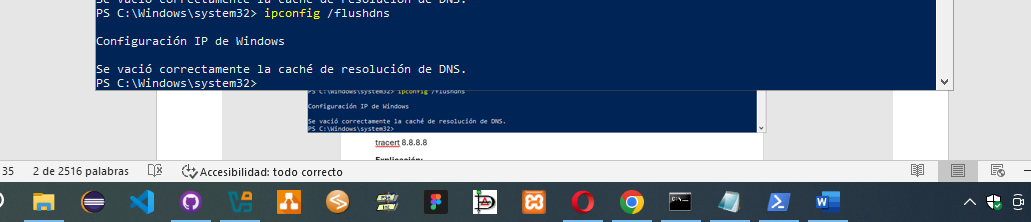 Se vació correctamente la caché de resolución de DNS.
PS C:\Windows\system32> ipconfig /flushdns
Configuración IP de Windows
Se vació correctamente la caché de resolución de DNS.
PS C:\Windows\system32>
PS C:\Windows\system32> ipconfig /flushdns
Configuración IP de Windows
Se vació correctamente la caché de resolución de DNS.
PS C:\Windows\system32>
tracert 8.8.8.8
Explicación:
35 2 de 2516 palabras Accesibilidad: todo correcto